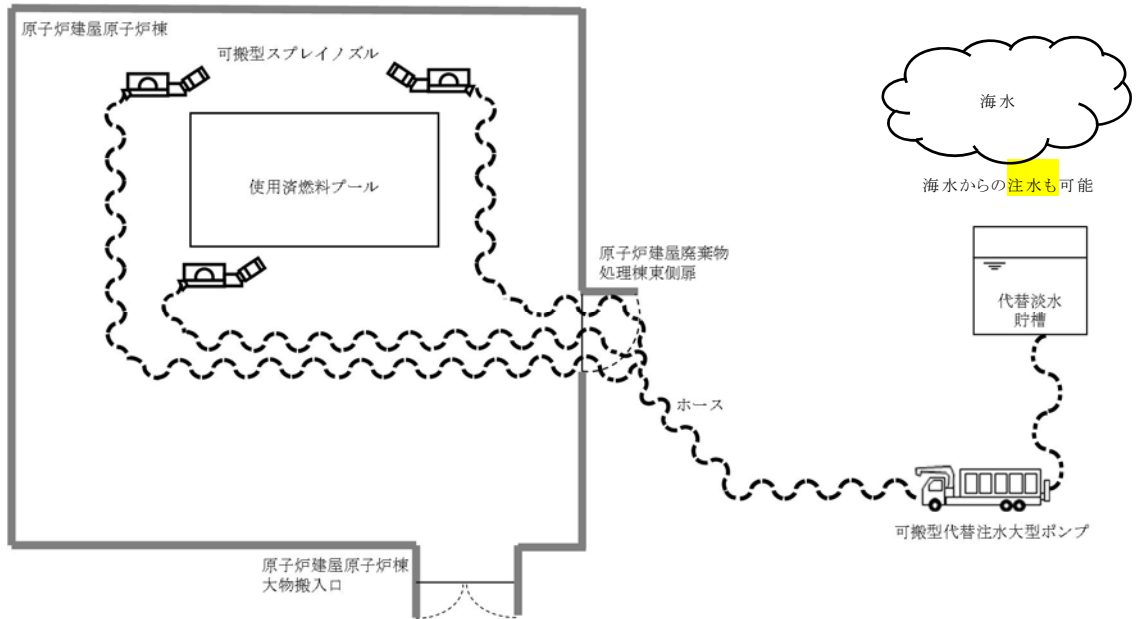 原子炉建屋原子炉棟
可搬型スプレイノズル
使用済燃料プール
海水
海水からの注水も可能
原子炉建屋廃棄物
処理棟東側扉
代替淡水
貯槽
ホース
可搬型代替注水大型ポンプ
原子炉建屋原子炉棟
大物搬入口